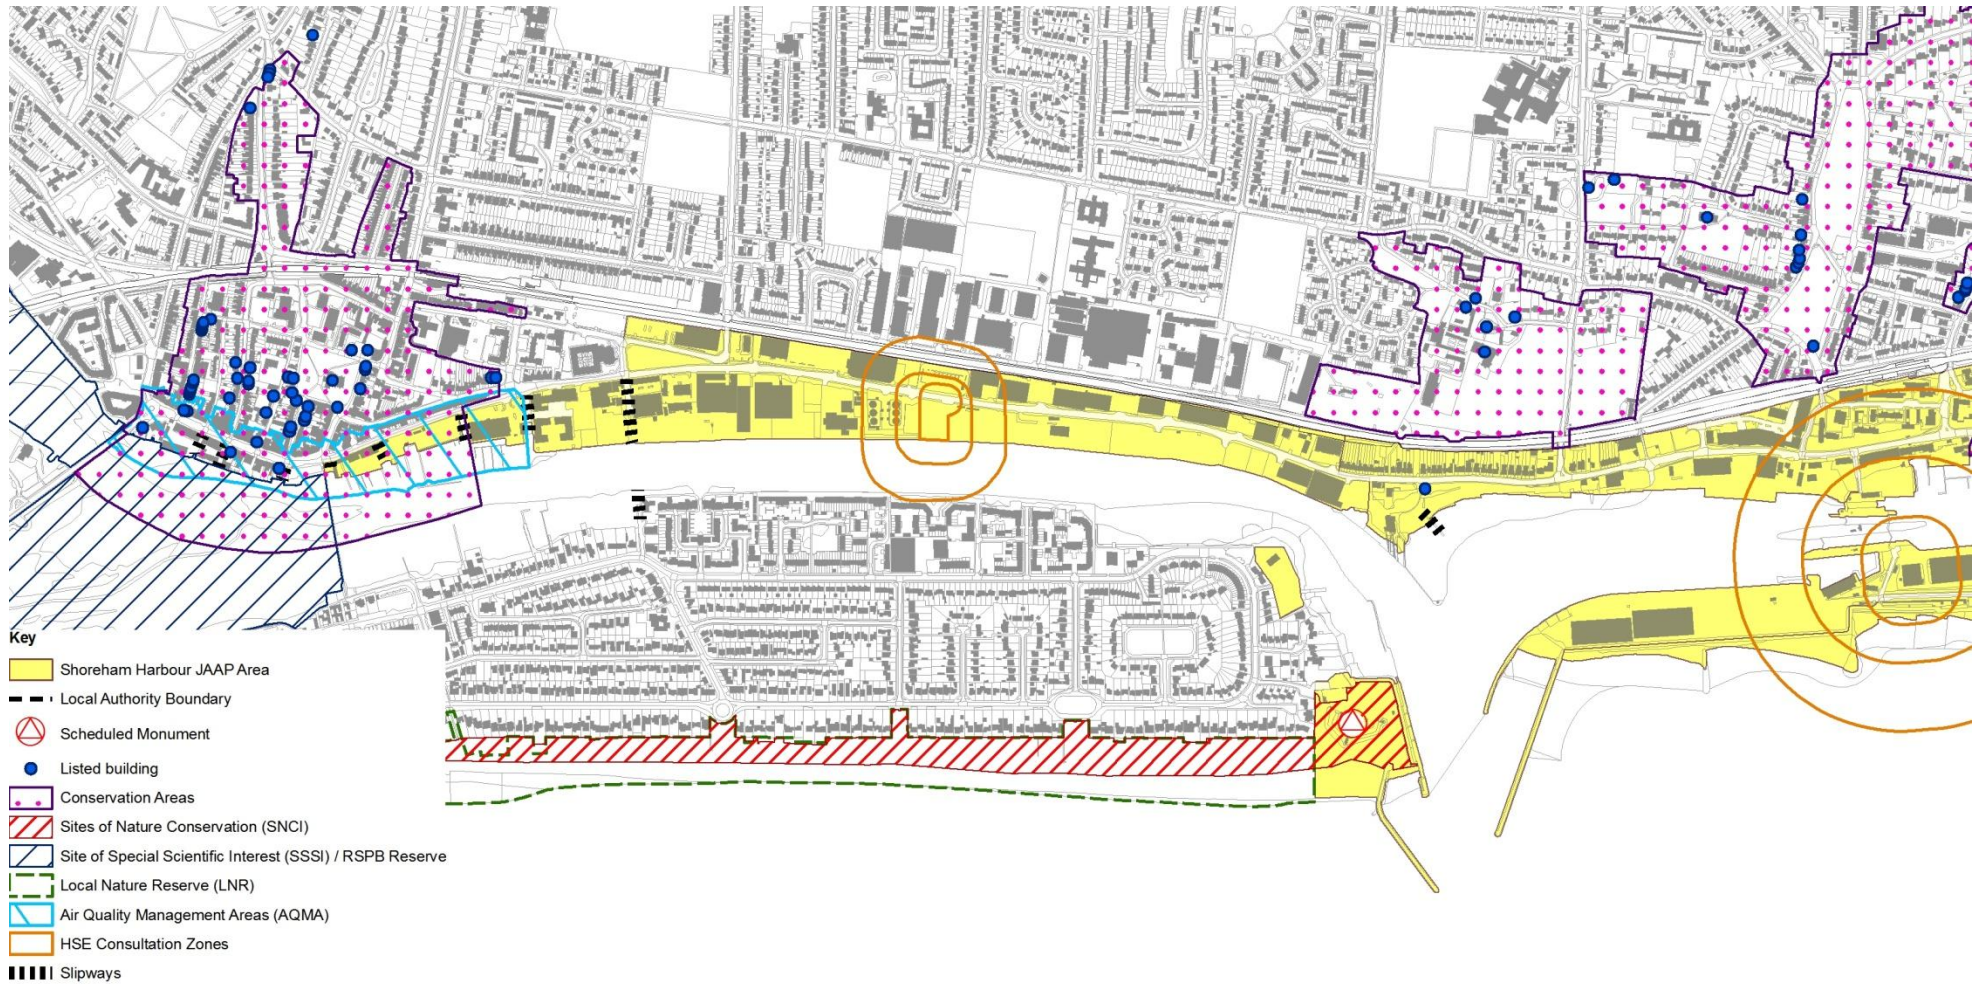 Key
Shoreham Harbour JAAP Area
Local Authority Boundary
Scheduled Monument
Listed building
Conservation Areas
Sites of Nature Conservation (SNCI)
Site of Special Scientific Interest (SSSI) / RSPB Reserve
Local Nature Reserve (LNR)
Air Quality Management Areas (AQMA)
HSE Consultation Zones
Slipways